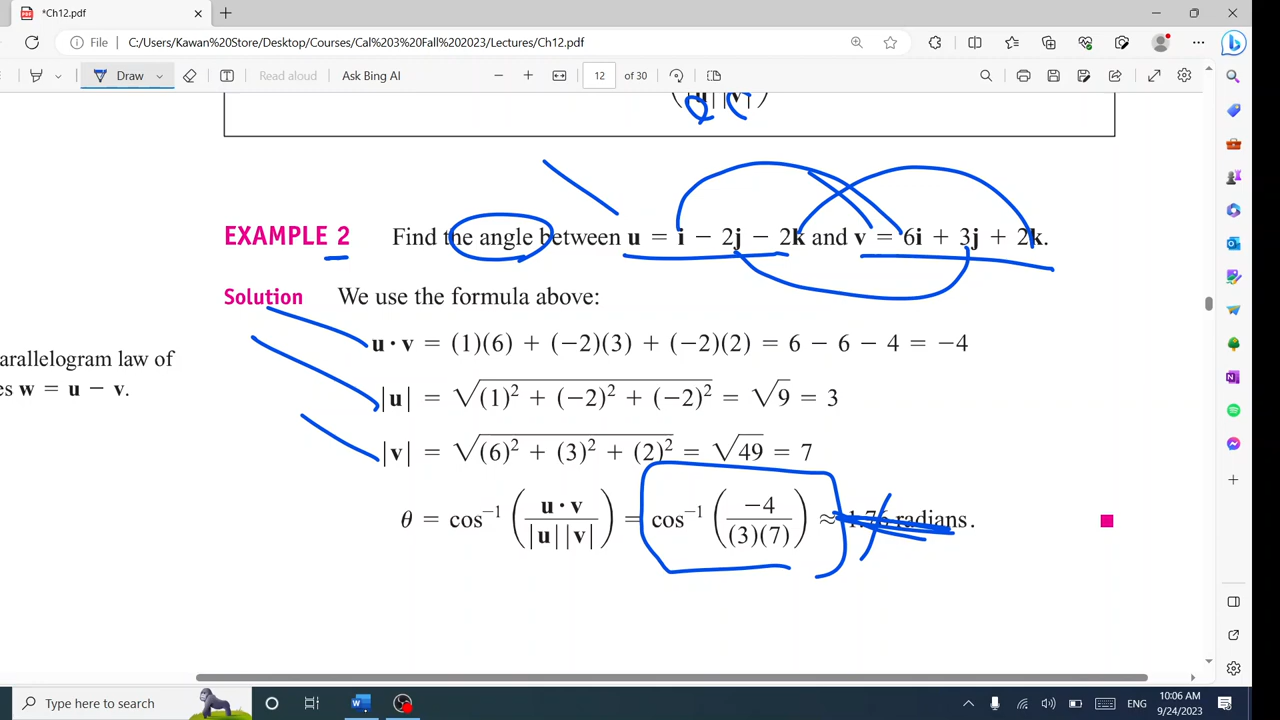 *Ch12.pdf
File C:/Users/Kawan%20Store/Desktop/Courses/Cal%203%20Fall%202023/Lectures/Ch12.pdf
Draw Read aloud Ask Bing AI 12 of 30
EXAMPLE 2 Find the angle between u = i − 2j − 2k and v = 6i + 3j + 2k.
Solution We use the formula above:
u · v = (1)(6) + (−2)(3) + (−2)(2) = 6 − 6 − 4 = −4
arallelogram law of
es w = u − v.
|u| = √(1)² + (−2)² + (−2)² = √9 = 3
|v| = √(6)² + (3)² + (2)² = √49 = 7
θ = cos⁻¹ (u · v / |u| |v|) = cos⁻¹ (−4 / (3)(7)) ≈ 1.76 radians.
Type here to search
ENG
10:06 AM
9/24/2023